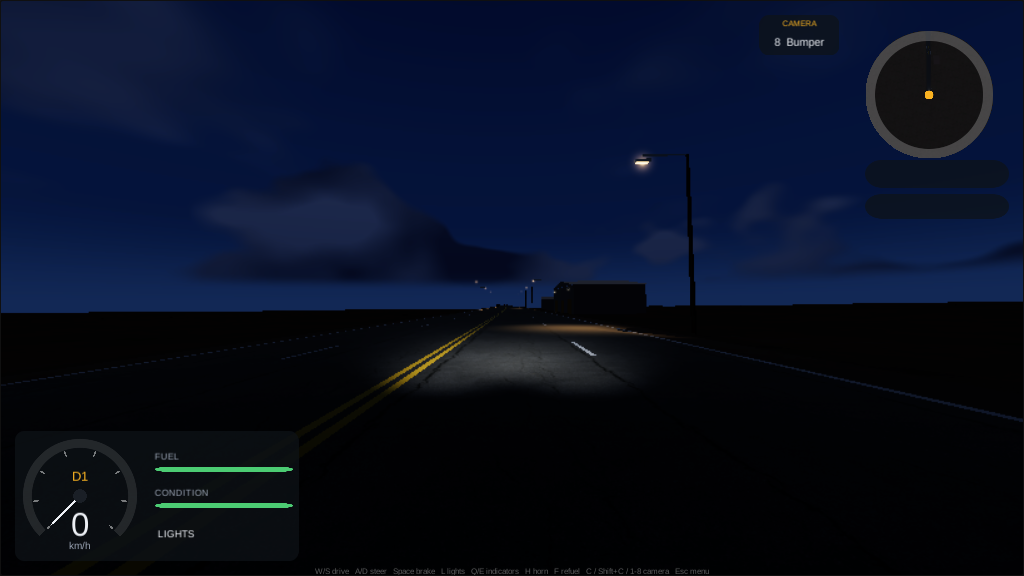 CAMERA
8 Bumper
D1
0
km/h
FUEL
CONDITION
LIGHTS
W/S drive A/D steer Space brake L lights Q/E indicators H horn F refuel C / Shift+C / 1-8 camera Esc menu